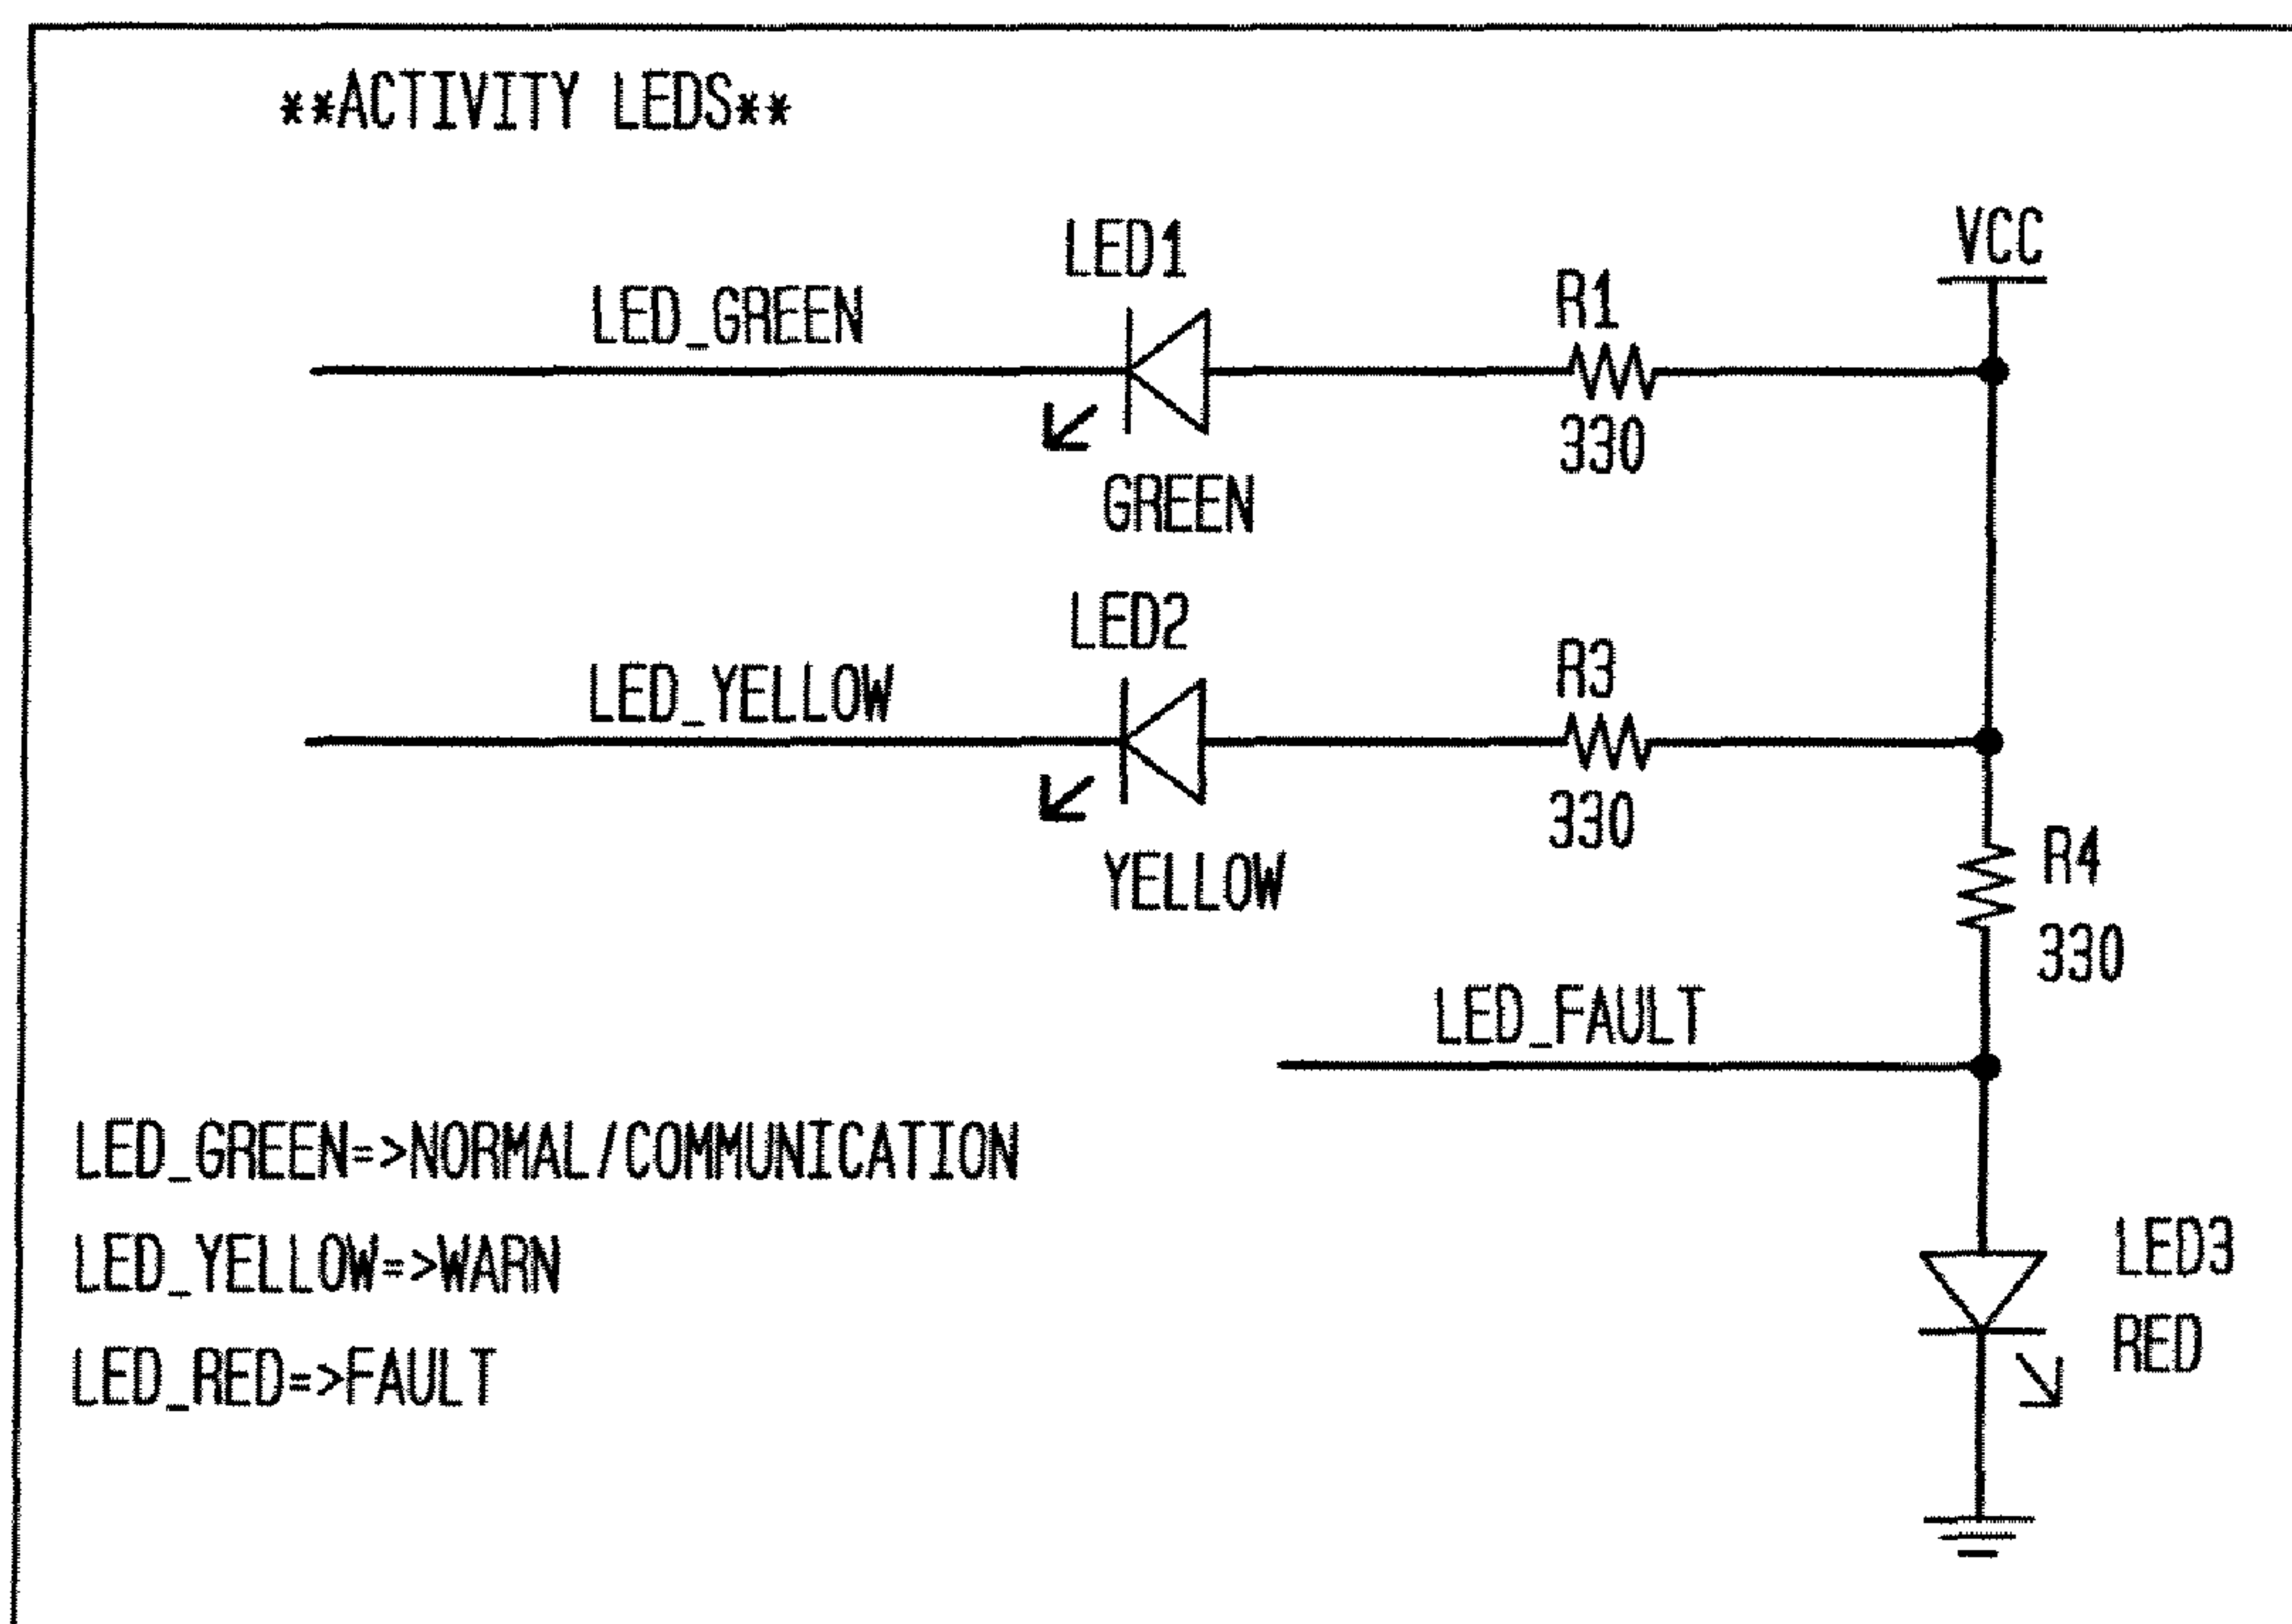 **ACTIVITY LEDS**
VCC
LED1
R1
LED_GREEN
330
GREEN
LED2
R3
LED_YELLOW
330
YELLOW
R4
330
LED_FAULT
LED_GREEN=>NORMAL/COMMUNICATION
LED_YELLOW=>WARN
LED_RED=>FAULT
LED3
RED